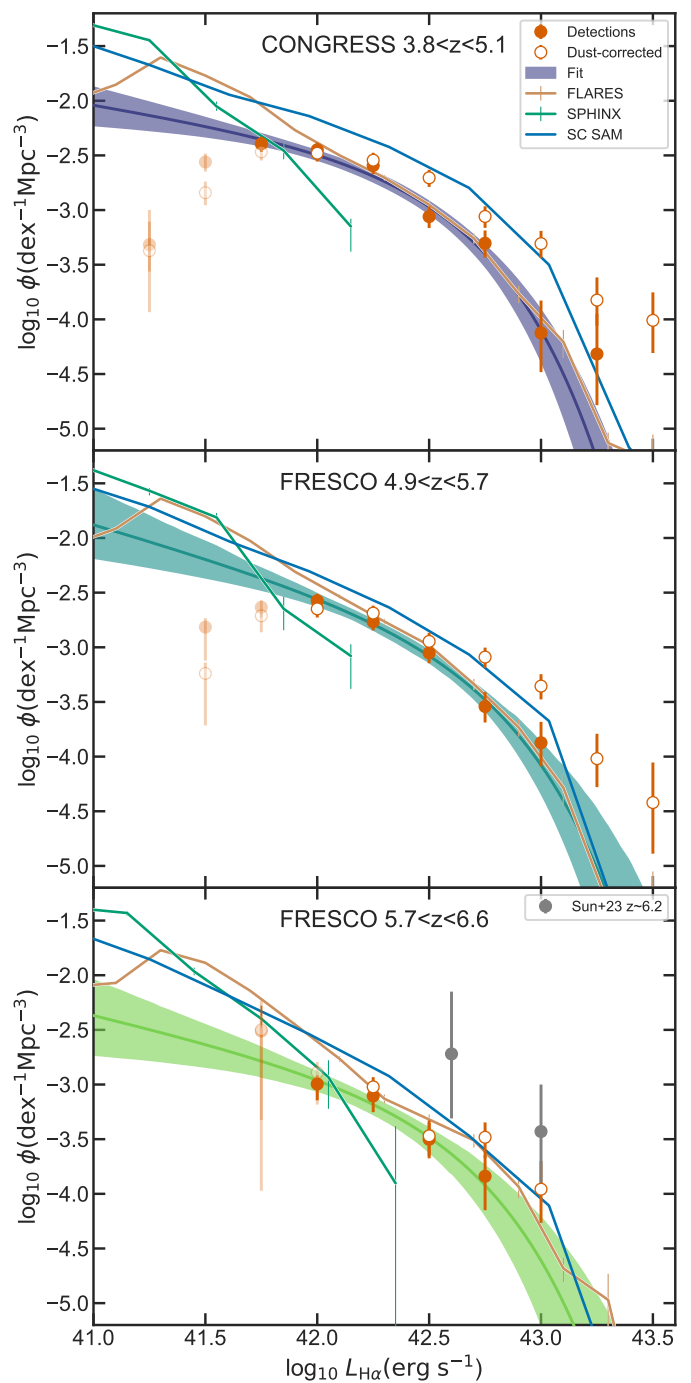 CONGRESS 3.8<z<5.1
Detections
Dust-corrected
Fit
FLARES
SPHINX
SC SAM
−1.5
−2.0
−2.5
−3.0
−3.5
−4.0
−4.5
−5.0
log₁₀ ϕ(dex⁻¹Mpc⁻³)
FRESCO 4.9<z<5.7
−1.5
−2.0
−2.5
−3.0
−3.5
−4.0
−4.5
−5.0
log₁₀ ϕ(dex⁻¹Mpc⁻³)
FRESCO 5.7<z<6.6
Sun+23 z~6.2
−1.5
−2.0
−2.5
−3.0
−3.5
−4.0
−4.5
−5.0
log₁₀ ϕ(dex⁻¹Mpc⁻³)
41.0 41.5 42.0 42.5 43.0 43.5
log₁₀ L_Hα(erg s⁻¹)